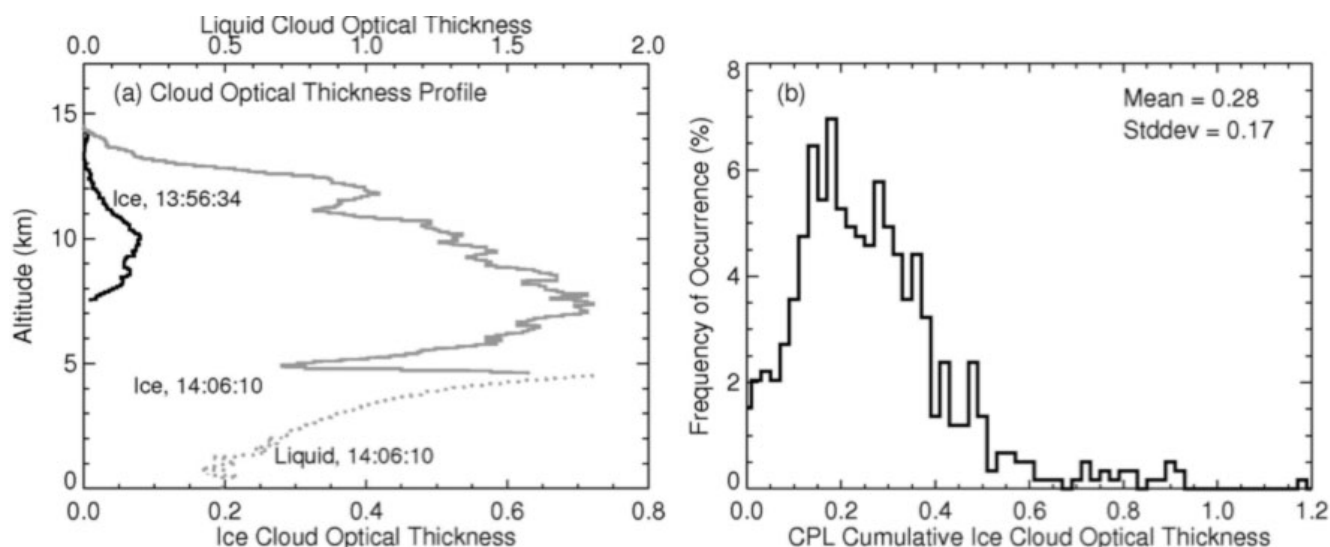 Liquid Cloud Optical Thickness
0.0 0.5 1.0 1.5 2.0
(a) Cloud Optical Thickness Profile
15
10
5
0
Altitude (km)
Ice, 13:56:34
Ice, 14:06:10
Liquid, 14:06:10
0.0 0.2 0.4 0.6 0.8
Ice Cloud Optical Thickness
(b)
Mean = 0.28
Stddev = 0.17
8
6
4
2
0
Frequency of Occurrence (%)
0.0 0.2 0.4 0.6 0.8 1.0 1.2
CPL Cumulative Ice Cloud Optical Thickness